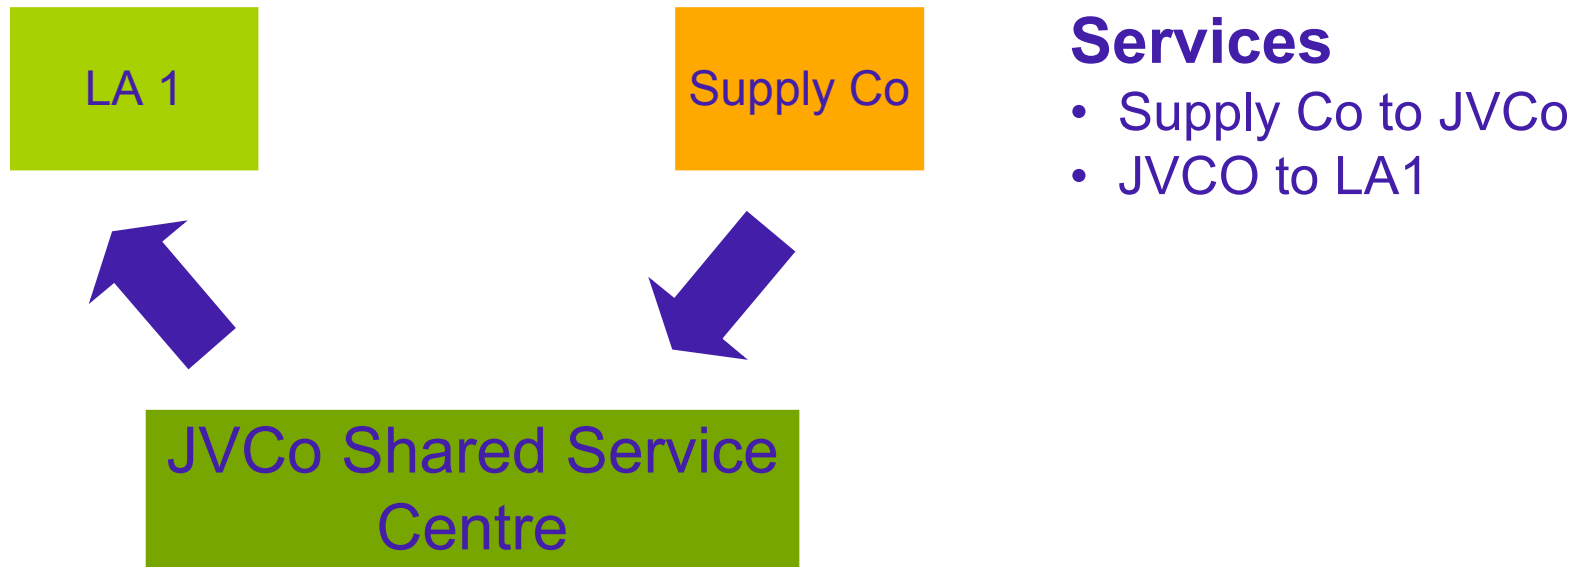 LA 1
Supply Co
JVCo Shared Service
Centre
Services
• Supply Co to JVCo
• JVCO to LA1